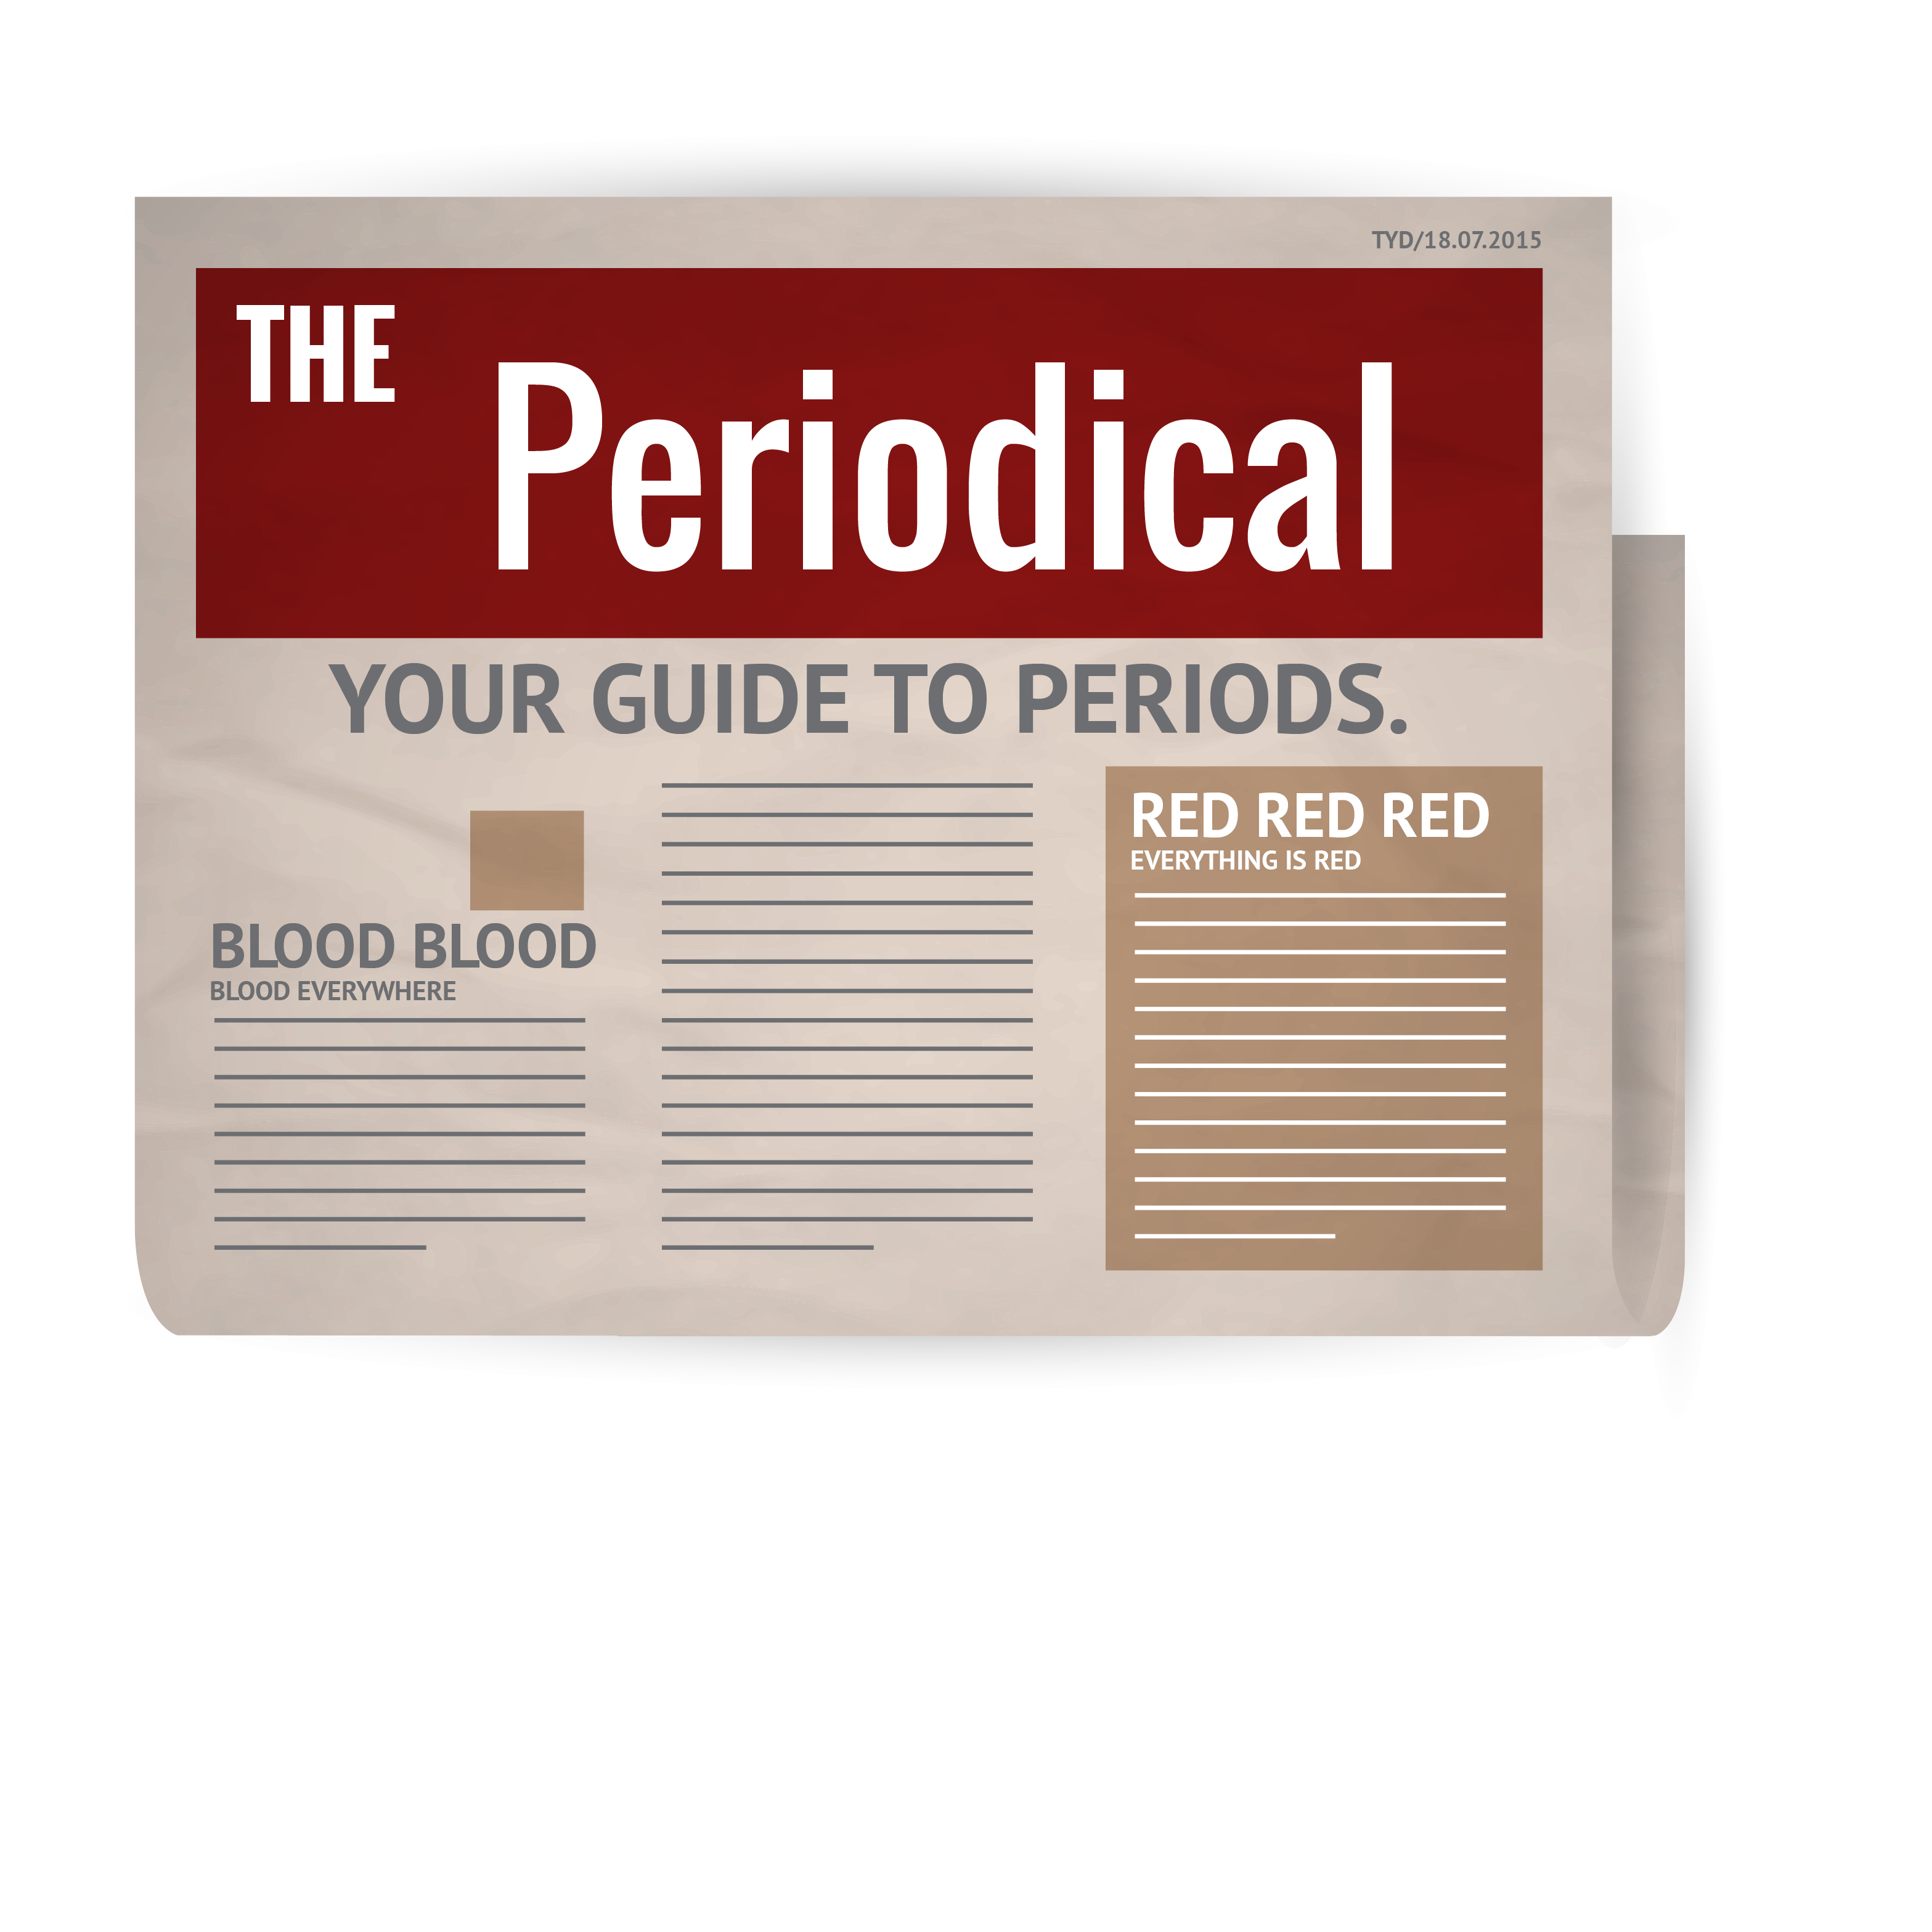 TYD/18.07.2015
THE
Periodical
YOUR GUIDE TO PERIODS.
BLOOD BLOOD
BLOOD EVERYWHERE
RED RED RED
EVERYTHING IS RED